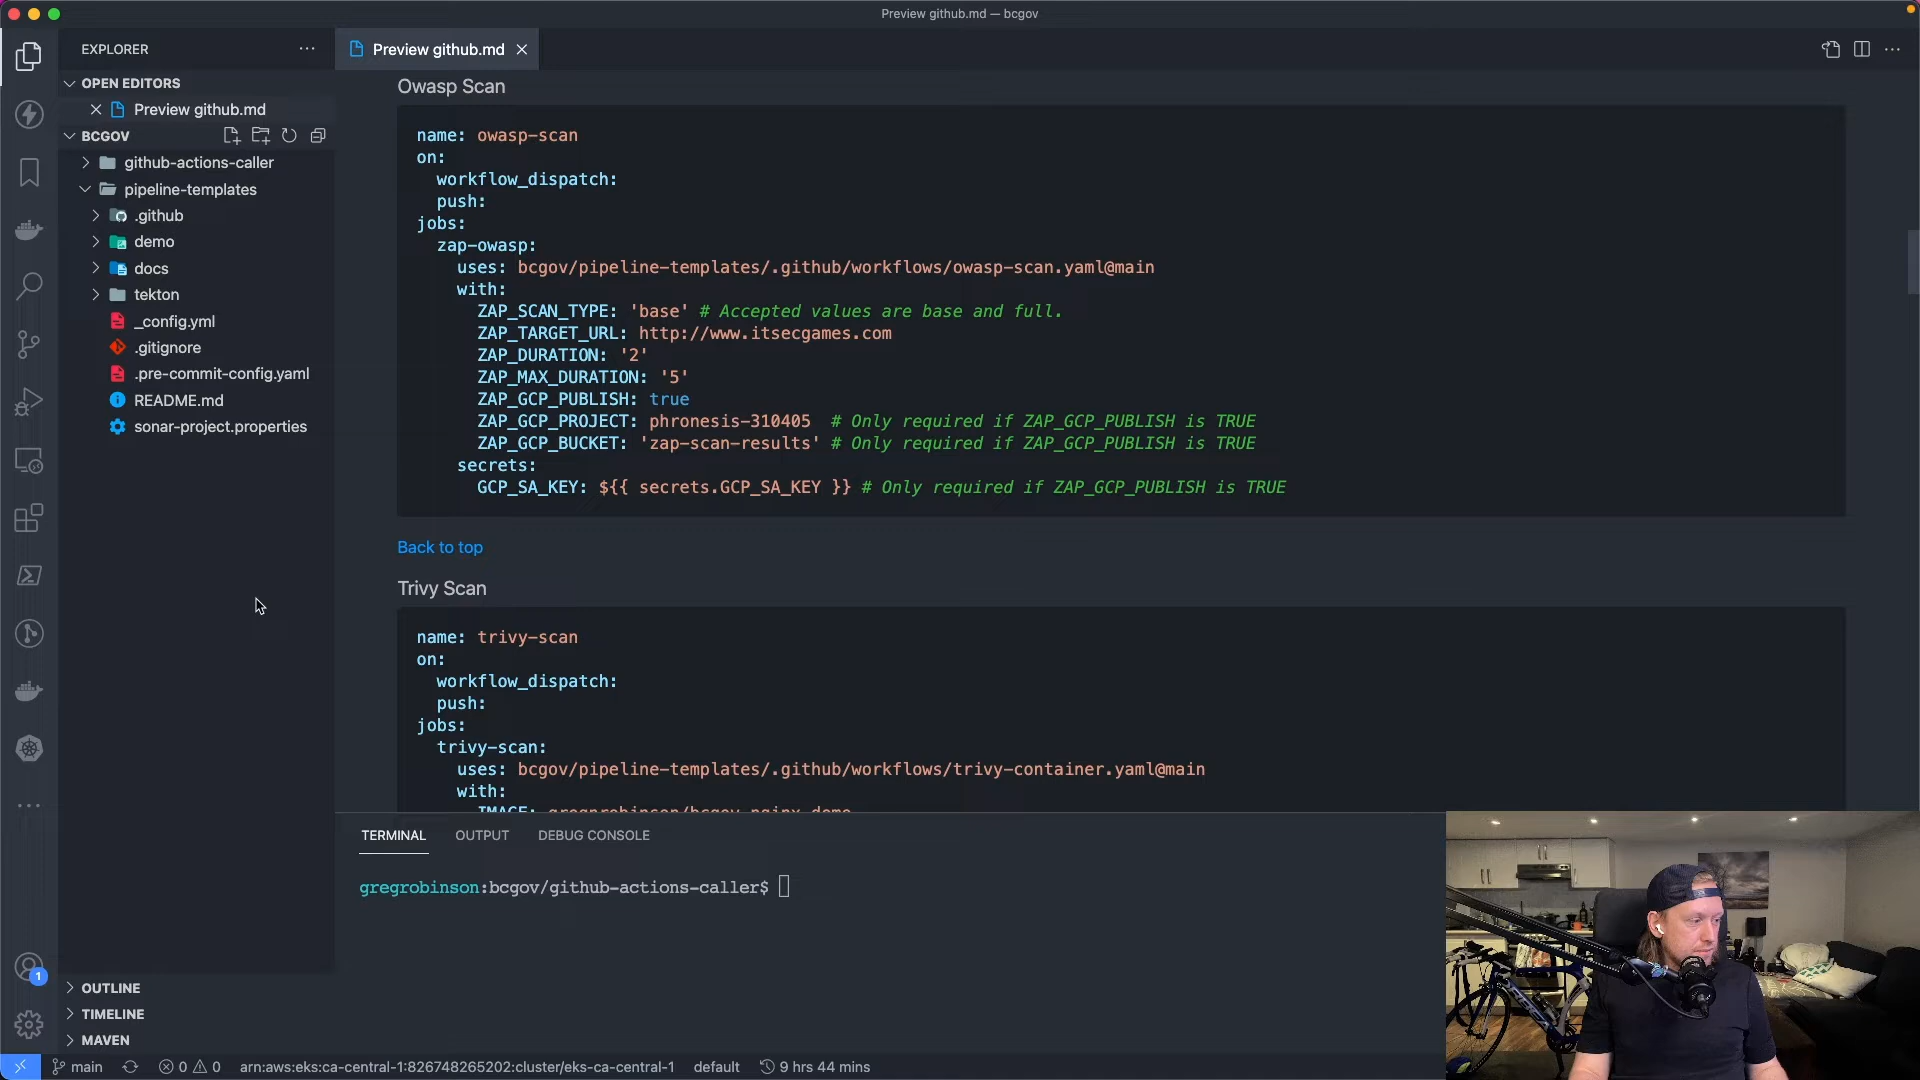 Preview github.md — bcgov
EXPLORER
Preview github.md
OPEN EDITORS
Preview github.md
BCGOV
github-actions-caller
pipeline-templates
.github
demo
docs
tekton
_config.yml
.gitignore
.pre-commit-config.yaml
README.md
sonar-project.properties
OUTLINE
TIMELINE
MAVEN
1
Owasp Scan
name: owasp-scan
on:
workflow_dispatch:
push:
jobs:
zap-owasp:
uses: bcgov/pipeline-templates/.github/workflows/owasp-scan.yaml@main
with:
ZAP_SCAN_TYPE: 'base' # Accepted values are base and full.
ZAP_TARGET_URL: http://www.itsecgames.com
ZAP_DURATION: '2'
ZAP_MAX_DURATION: '5'
ZAP_GCP_PUBLISH: true
ZAP_GCP_PROJECT: phronesis-310405 # Only required if ZAP_GCP_PUBLISH is TRUE
ZAP_GCP_BUCKET: 'zap-scan-results' # Only required if ZAP_GCP_PUBLISH is TRUE
secrets:
GCP_SA_KEY: ${{ secrets.GCP_SA_KEY }} # Only required if ZAP_GCP_PUBLISH is TRUE
Back to top
Trivy Scan
name: trivy-scan
on:
workflow_dispatch:
push:
jobs:
trivy-scan:
uses: bcgov/pipeline-templates/.github/workflows/trivy-container.yaml@main
with:
IMAGE: gregnrobinson/bcgov-nginx-demo
TERMINAL OUTPUT DEBUG CONSOLE
gregrobinson:bcgov/github-actions-caller$
main 0 0 arn:aws:eks:ca-central-1:826748265202:cluster/eks-ca-central-1 default 9 hrs 44 mins